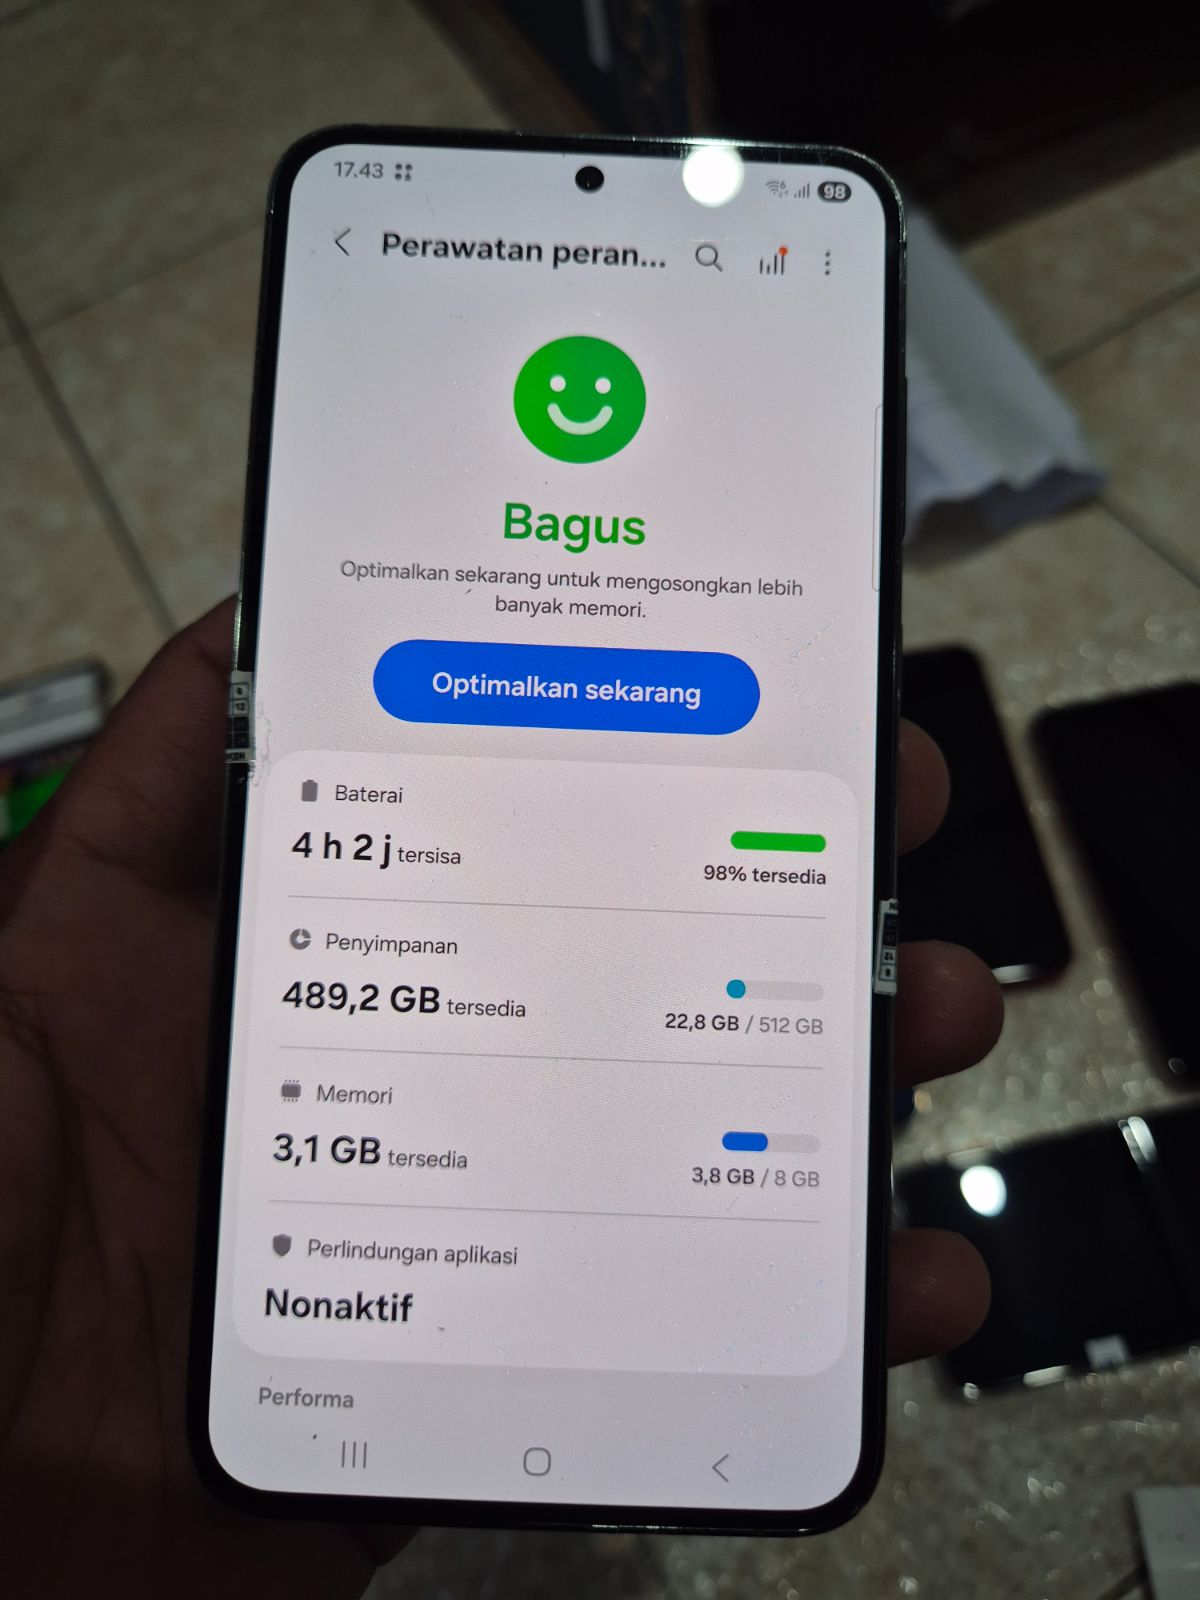 17.43
98
Perawatan peran...
Bagus
Optimalkan sekarang untuk mengosongkan lebih
banyak memori.
Optimalkan sekarang
Baterai
4 h 2 j tersisa
98% tersedia
Penyimpanan
489,2 GB tersedia
22,8 GB / 512 GB
Memori
3,1 GB tersedia
3,8 GB / 8 GB
Perlindungan aplikasi
Nonaktif
Performa